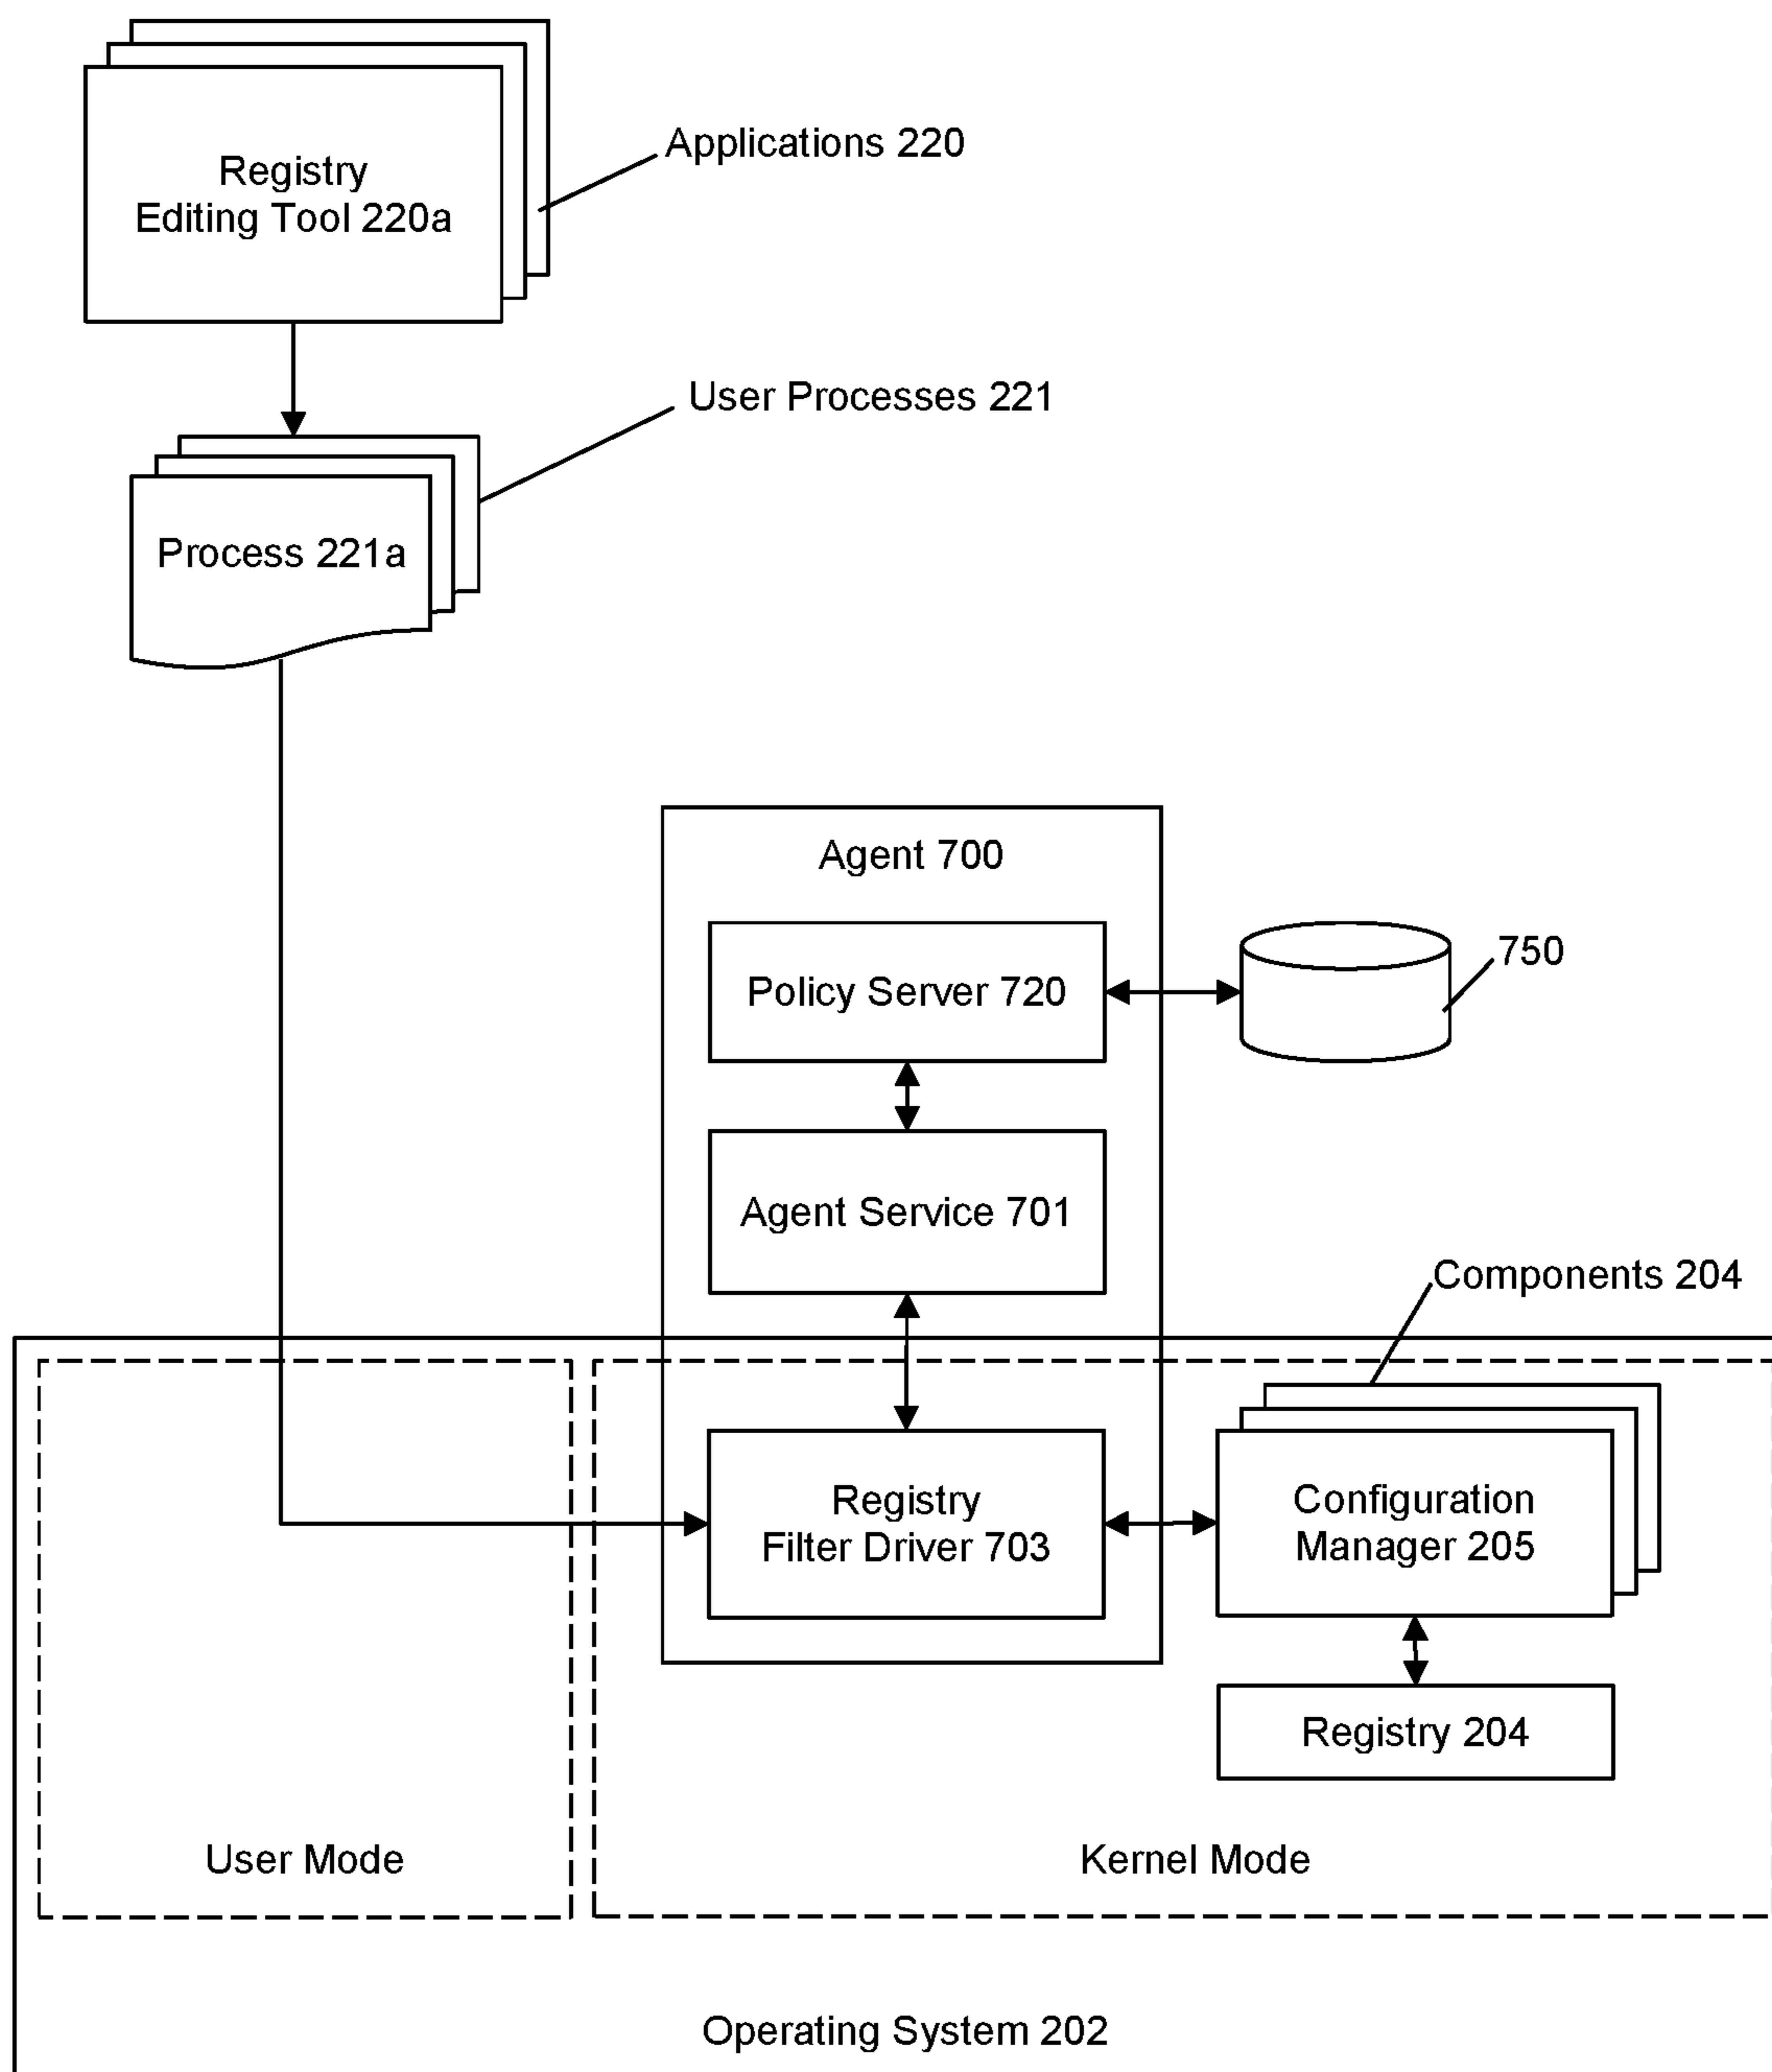 Applications 220
Registry
Editing Tool 220a
User Processes 221
Process 221a
Agent 700
Policy Server 720
750
Agent Service 701
Components 204
Registry
Filter Driver 703
Configuration
Manager 205
Registry 204
User Mode
Kernel Mode
Operating System 202